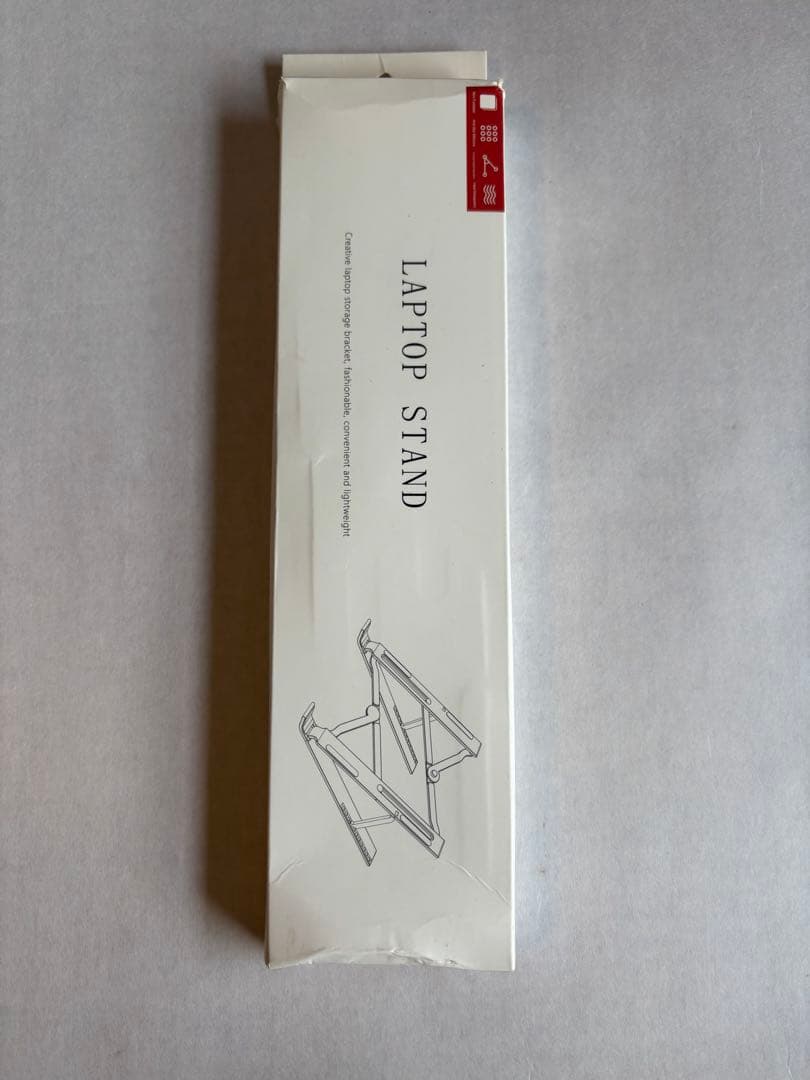 LAPTOP STAND
Creative laptop storage bracket, fashionable, convenient and lightweight